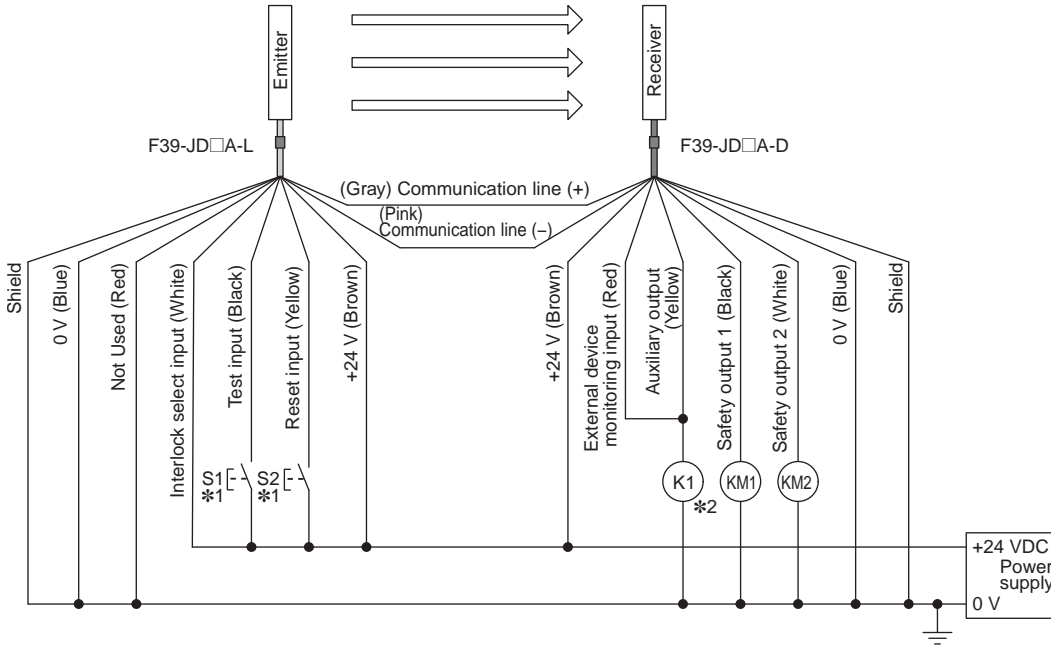 Emitter
Receiver
F39-JD□A-L
F39-JD□A-D
(Gray) Communication line (+)
(Pink)
Communication line (–)
Shield
0 V (Blue)
Not Used (Red)
Interlock select input (White)
Test input (Black)
Reset input (Yellow)
+24 V (Brown)
+24 V (Brown)
External device
monitoring input (Red)
Auxiliary output
(Yellow)
Safety output 1 (Black)
Safety output 2 (White)
0 V (Blue)
Shield
S1
✽1
S2
✽1
K1
✽2
KM1
KM2
+24 VDC
Power
supply
0 V